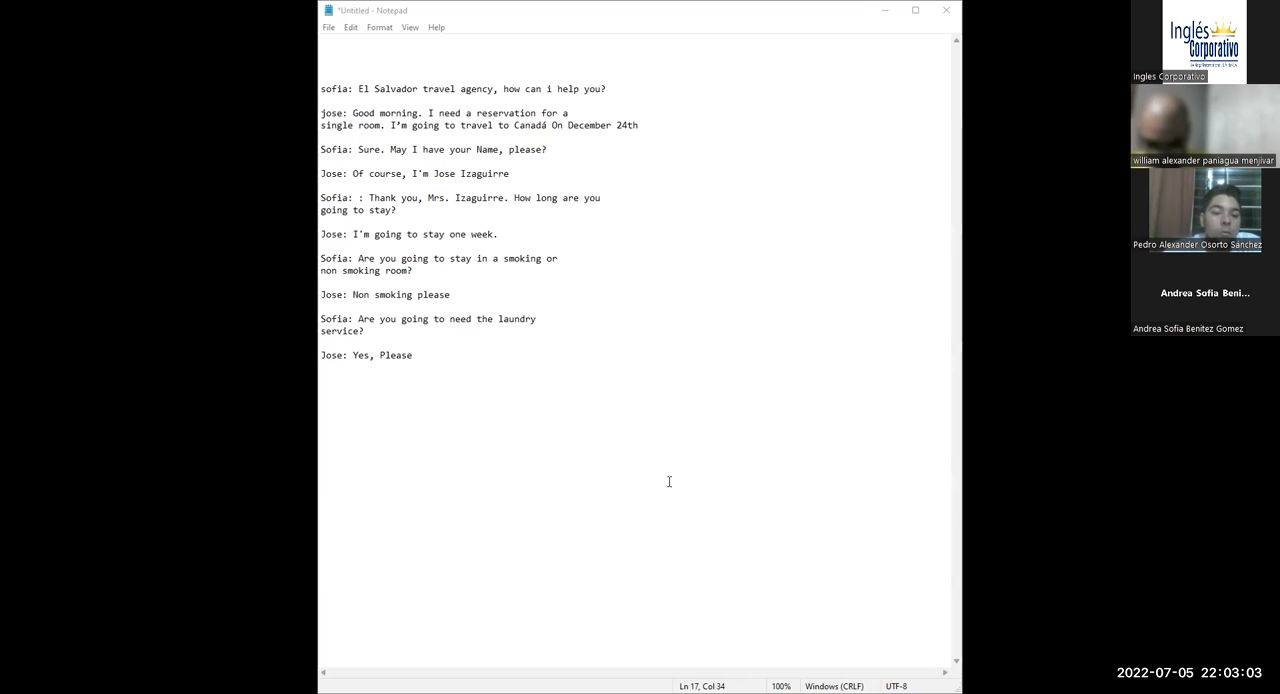 *Untitled - Notepad
File Edit Format View Help
sofia: El Salvador travel agency, how can i help you?
jose: Good morning. I need a reservation for a
single room. I’m going to travel to Canadá On December 24th
Sofia: Sure. May I have your Name, please?
Jose: Of course, I'm Jose Izaguirre
Sofia: : Thank you, Mrs. Izaguirre. How long are you
going to stay?
Jose: I'm going to stay one week.
Sofia: Are you going to stay in a smoking or
non smoking room?
Jose: Non smoking please
Sofia: Are you going to need the laundry
service?
Jose: Yes, Please
Ln 17, Col 34 100% Windows (CRLF) UTF-8
Inglés
Corporativo
Ingles Corporativo
william alexander paniagua menjivar
Pedro Alexander Osorto Sánchez
Andrea Sofia Beni...
Andrea Sofia Benitez Gomez
2022-07-05 22:03:03